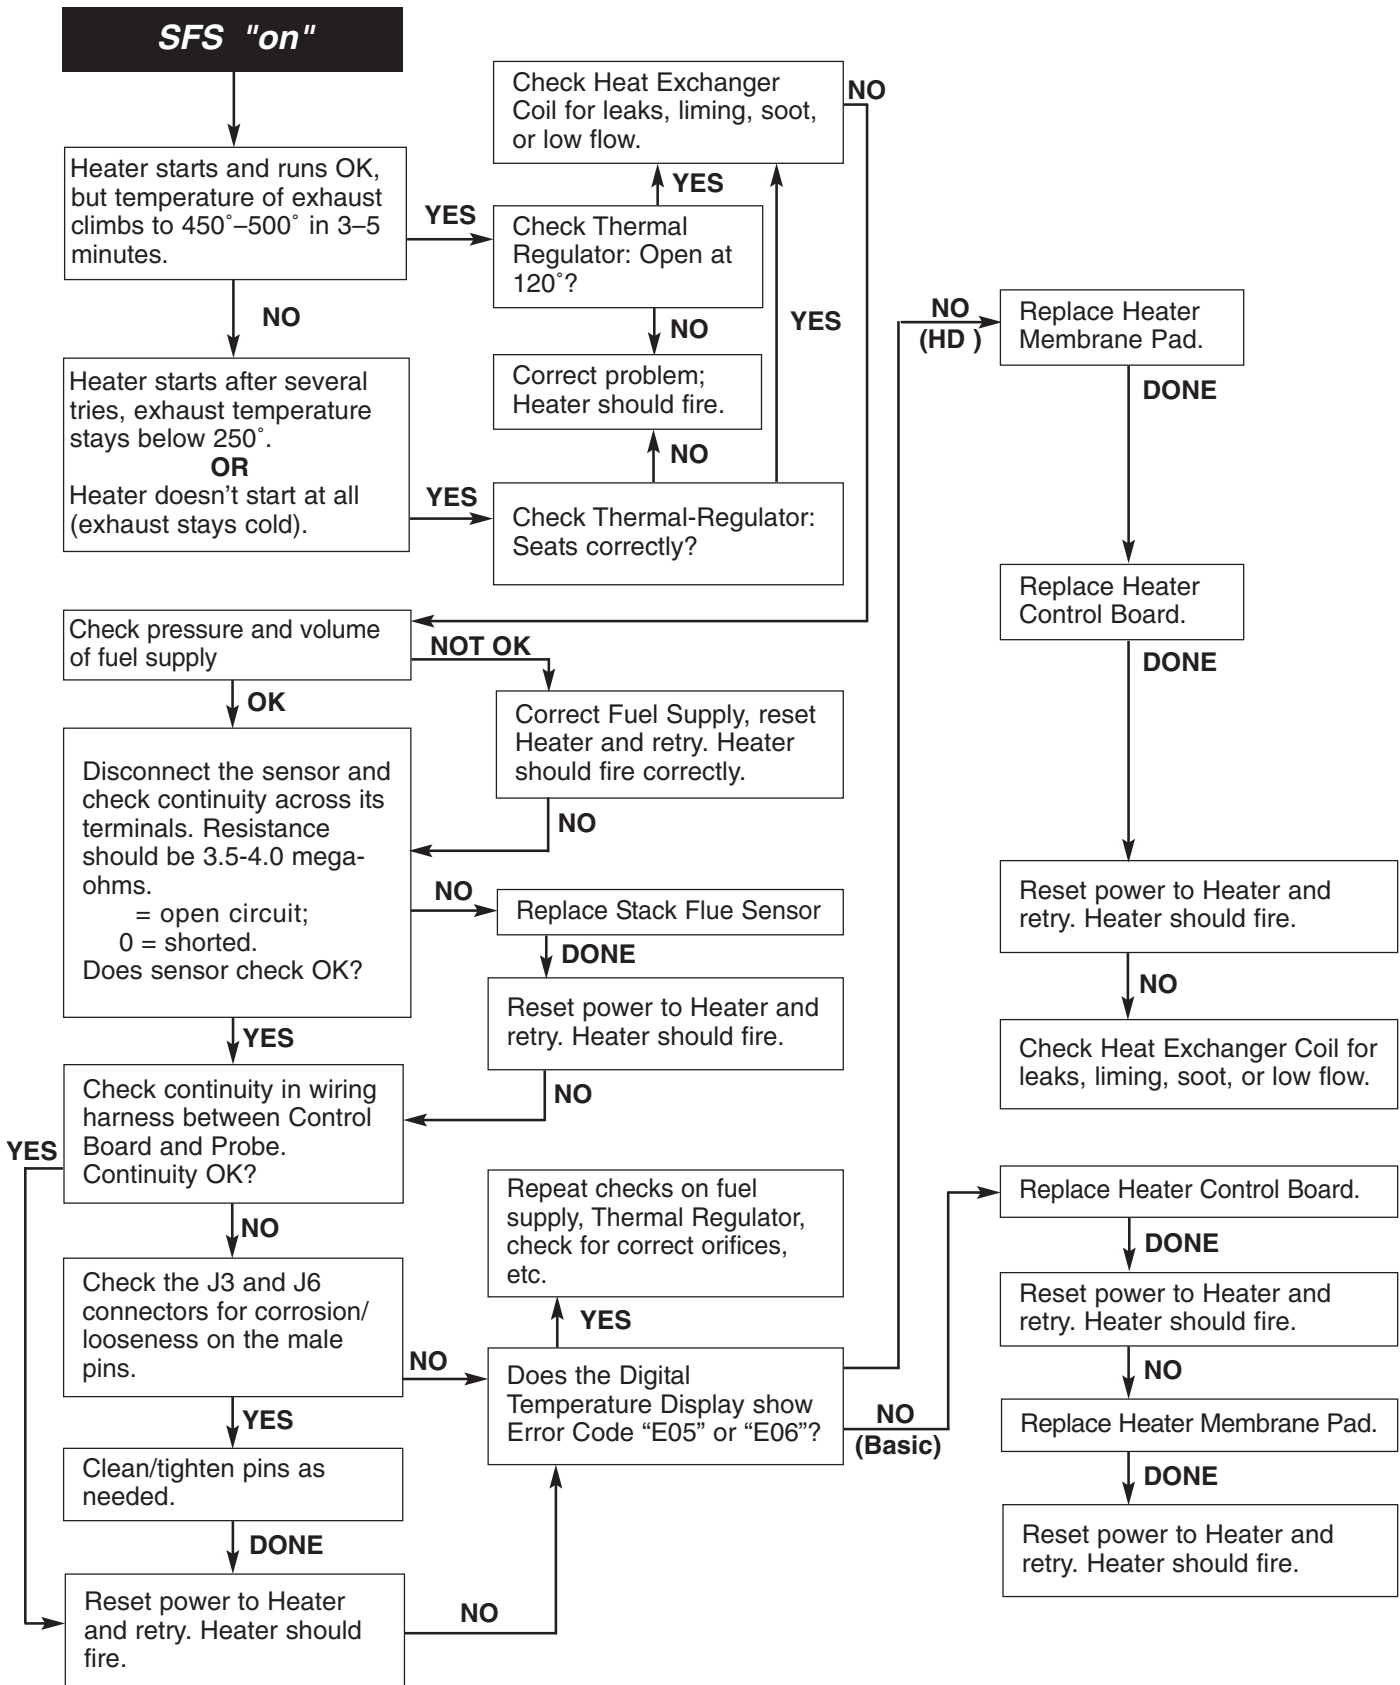 SFS "on"
Heater starts and runs OK,
but temperature of exhaust
climbs to 450˚–500˚ in 3–5
minutes.
YES
NO
Check Heat Exchanger
Coil for leaks, liming, soot,
or low flow.
NO
YES
Check Thermal
Regulator: Open at
120˚?
NO
YES
Correct problem;
Heater should fire.
NO
Heater starts after several
tries, exhaust temperature
stays below 250˚.
OR
Heater doesn't start at all
(exhaust stays cold).
YES
Check Thermal-Regulator:
Seats correctly?
Check pressure and volume
of fuel supply
NOT OK
OK
Correct Fuel Supply, reset
Heater and retry. Heater
should fire correctly.
NO
Disconnect the sensor and
check continuity across its
terminals. Resistance
should be 3.5-4.0 mega-
ohms.
= open circuit;
0 = shorted.
Does sensor check OK?
NO
Replace Stack Flue Sensor
DONE
Reset power to Heater and
retry. Heater should fire.
NO
YES
Check continuity in wiring
harness between Control
Board and Probe.
Continuity OK?
YES
NO
Check the J3 and J6
connectors for corrosion/
looseness on the male
pins.
NO
YES
Clean/tighten pins as
needed.
DONE
Reset power to Heater
and retry. Heater should
fire.
NO
Repeat checks on fuel
supply, Thermal Regulator,
check for correct orifices,
etc.
YES
Does the Digital
Temperature Display show
Error Code “E05” or “E06”?
NO
(HD )
Replace Heater
Membrane Pad.
DONE
Replace Heater
Control Board.
DONE
Reset power to Heater and
retry. Heater should fire.
NO
Check Heat Exchanger Coil for
leaks, liming, soot, or low flow.
NO
(Basic)
Replace Heater Control Board.
DONE
Reset power to Heater and
retry. Heater should fire.
NO
Replace Heater Membrane Pad.
DONE
Reset power to Heater and
retry. Heater should fire.